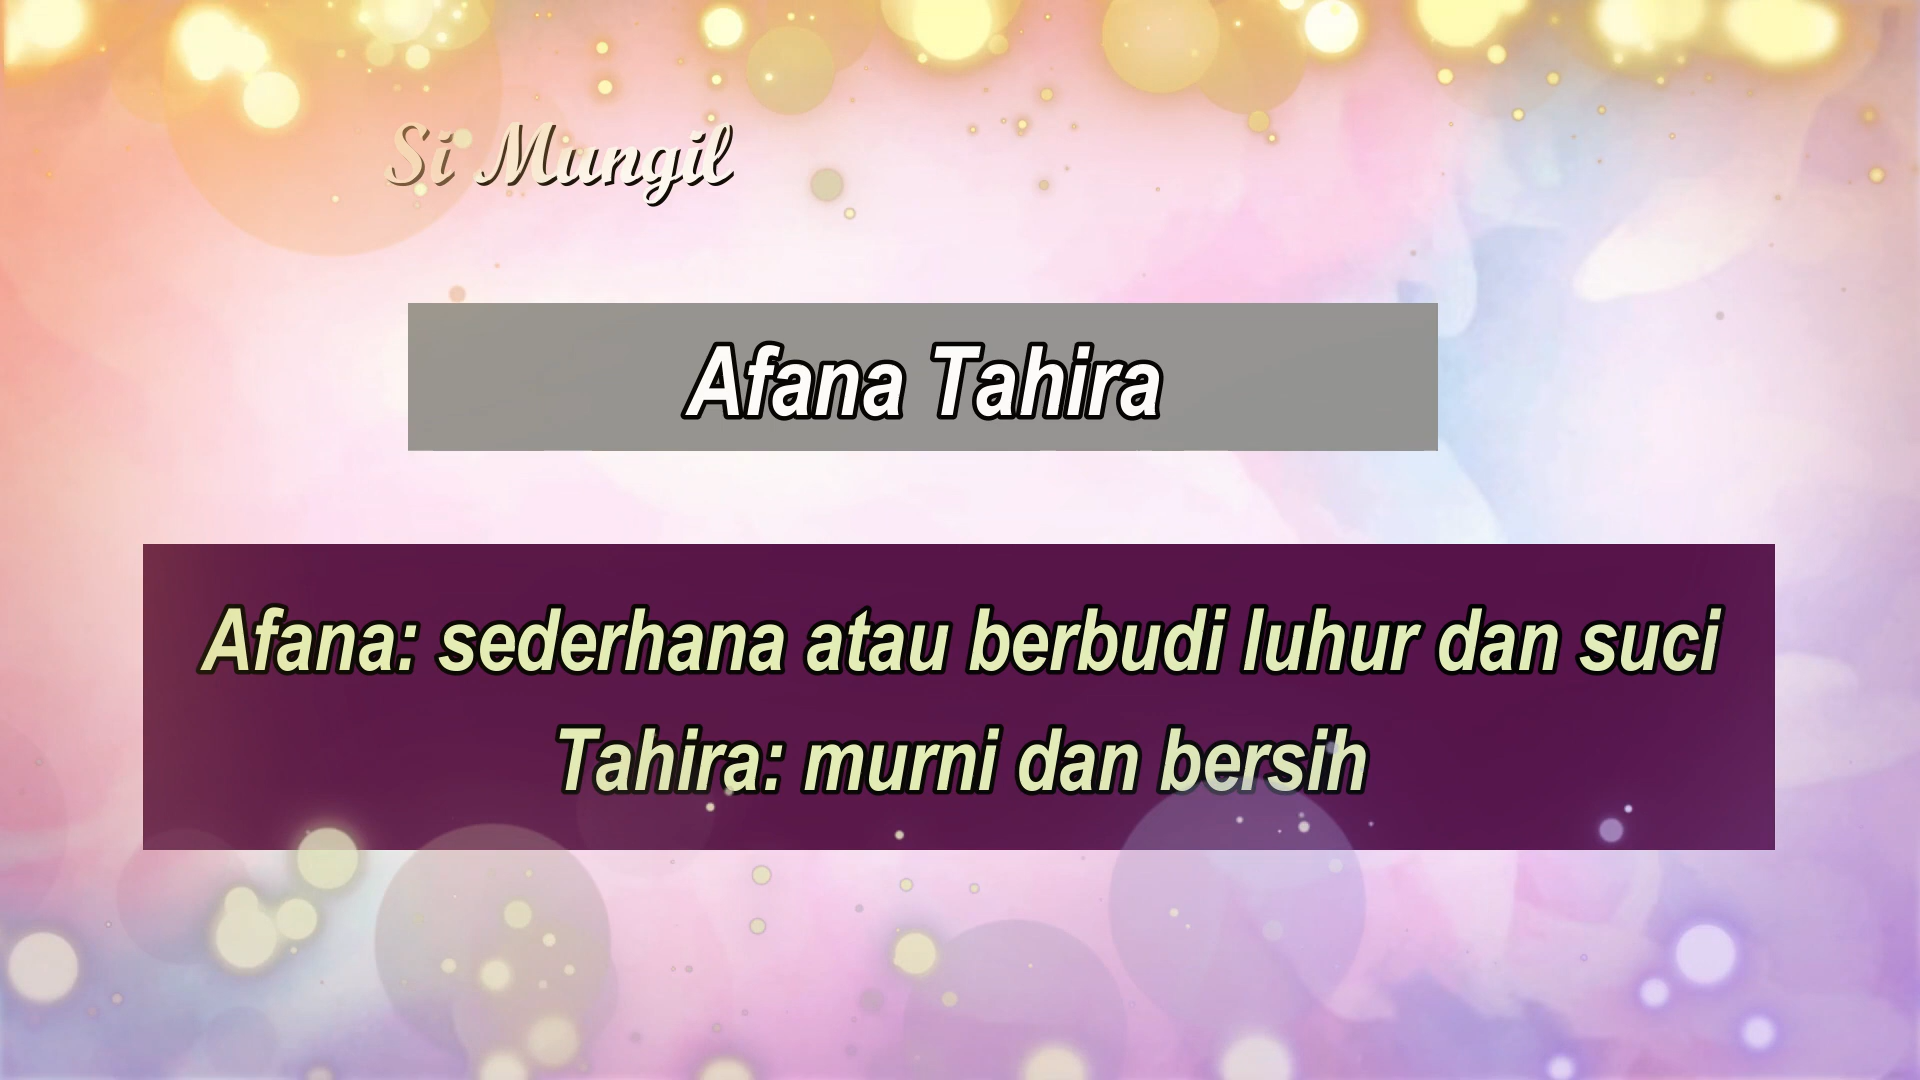 Si Mungil
Afana Tahira
Afana: sederhana atau berbudi luhur dan suci
Tahira: murni dan bersih